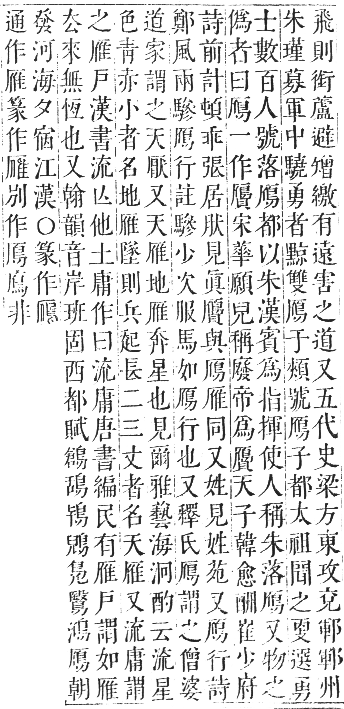 飛則銜蘆避矰繳有遠害之道又五代史梁方東攻兗鄆鄆州
朱瑾募軍中驍勇者黥雙鴈于頰號鴈子都太祖聞之更選勇
士數百人號落鴈都以朱漢賓爲指揮使人稱朱落鴈又物之
僞者曰鴈一作贗宋華願兒稱廢帝爲贗天子韓愈酬崔少府
詩前計頓乖張居肰見眞贗與鴈雁同又姓見姓苑又鴈行詩
鄭風兩驂鴈行註驂少次服馬如鴈行也又釋氏鴈謂之僧婆
道家謂之天厭又天雁地雁奔星也見爾雅藝海泂酌云流星
色靑亦小者名地雁墜則兵起長二三丈者名天雁又流庸謂
之雁戶漢書流亾他土庸作曰流庸唐書編民有雁戶謂如雁
去來無恆也又翰韻音岸班固西都賦鶬鴰鴇鶂鳧鷖鴻鴈朝
發河海夕宿江漢○篆作鴈
通作雁篆作雁別作鴈鴈非